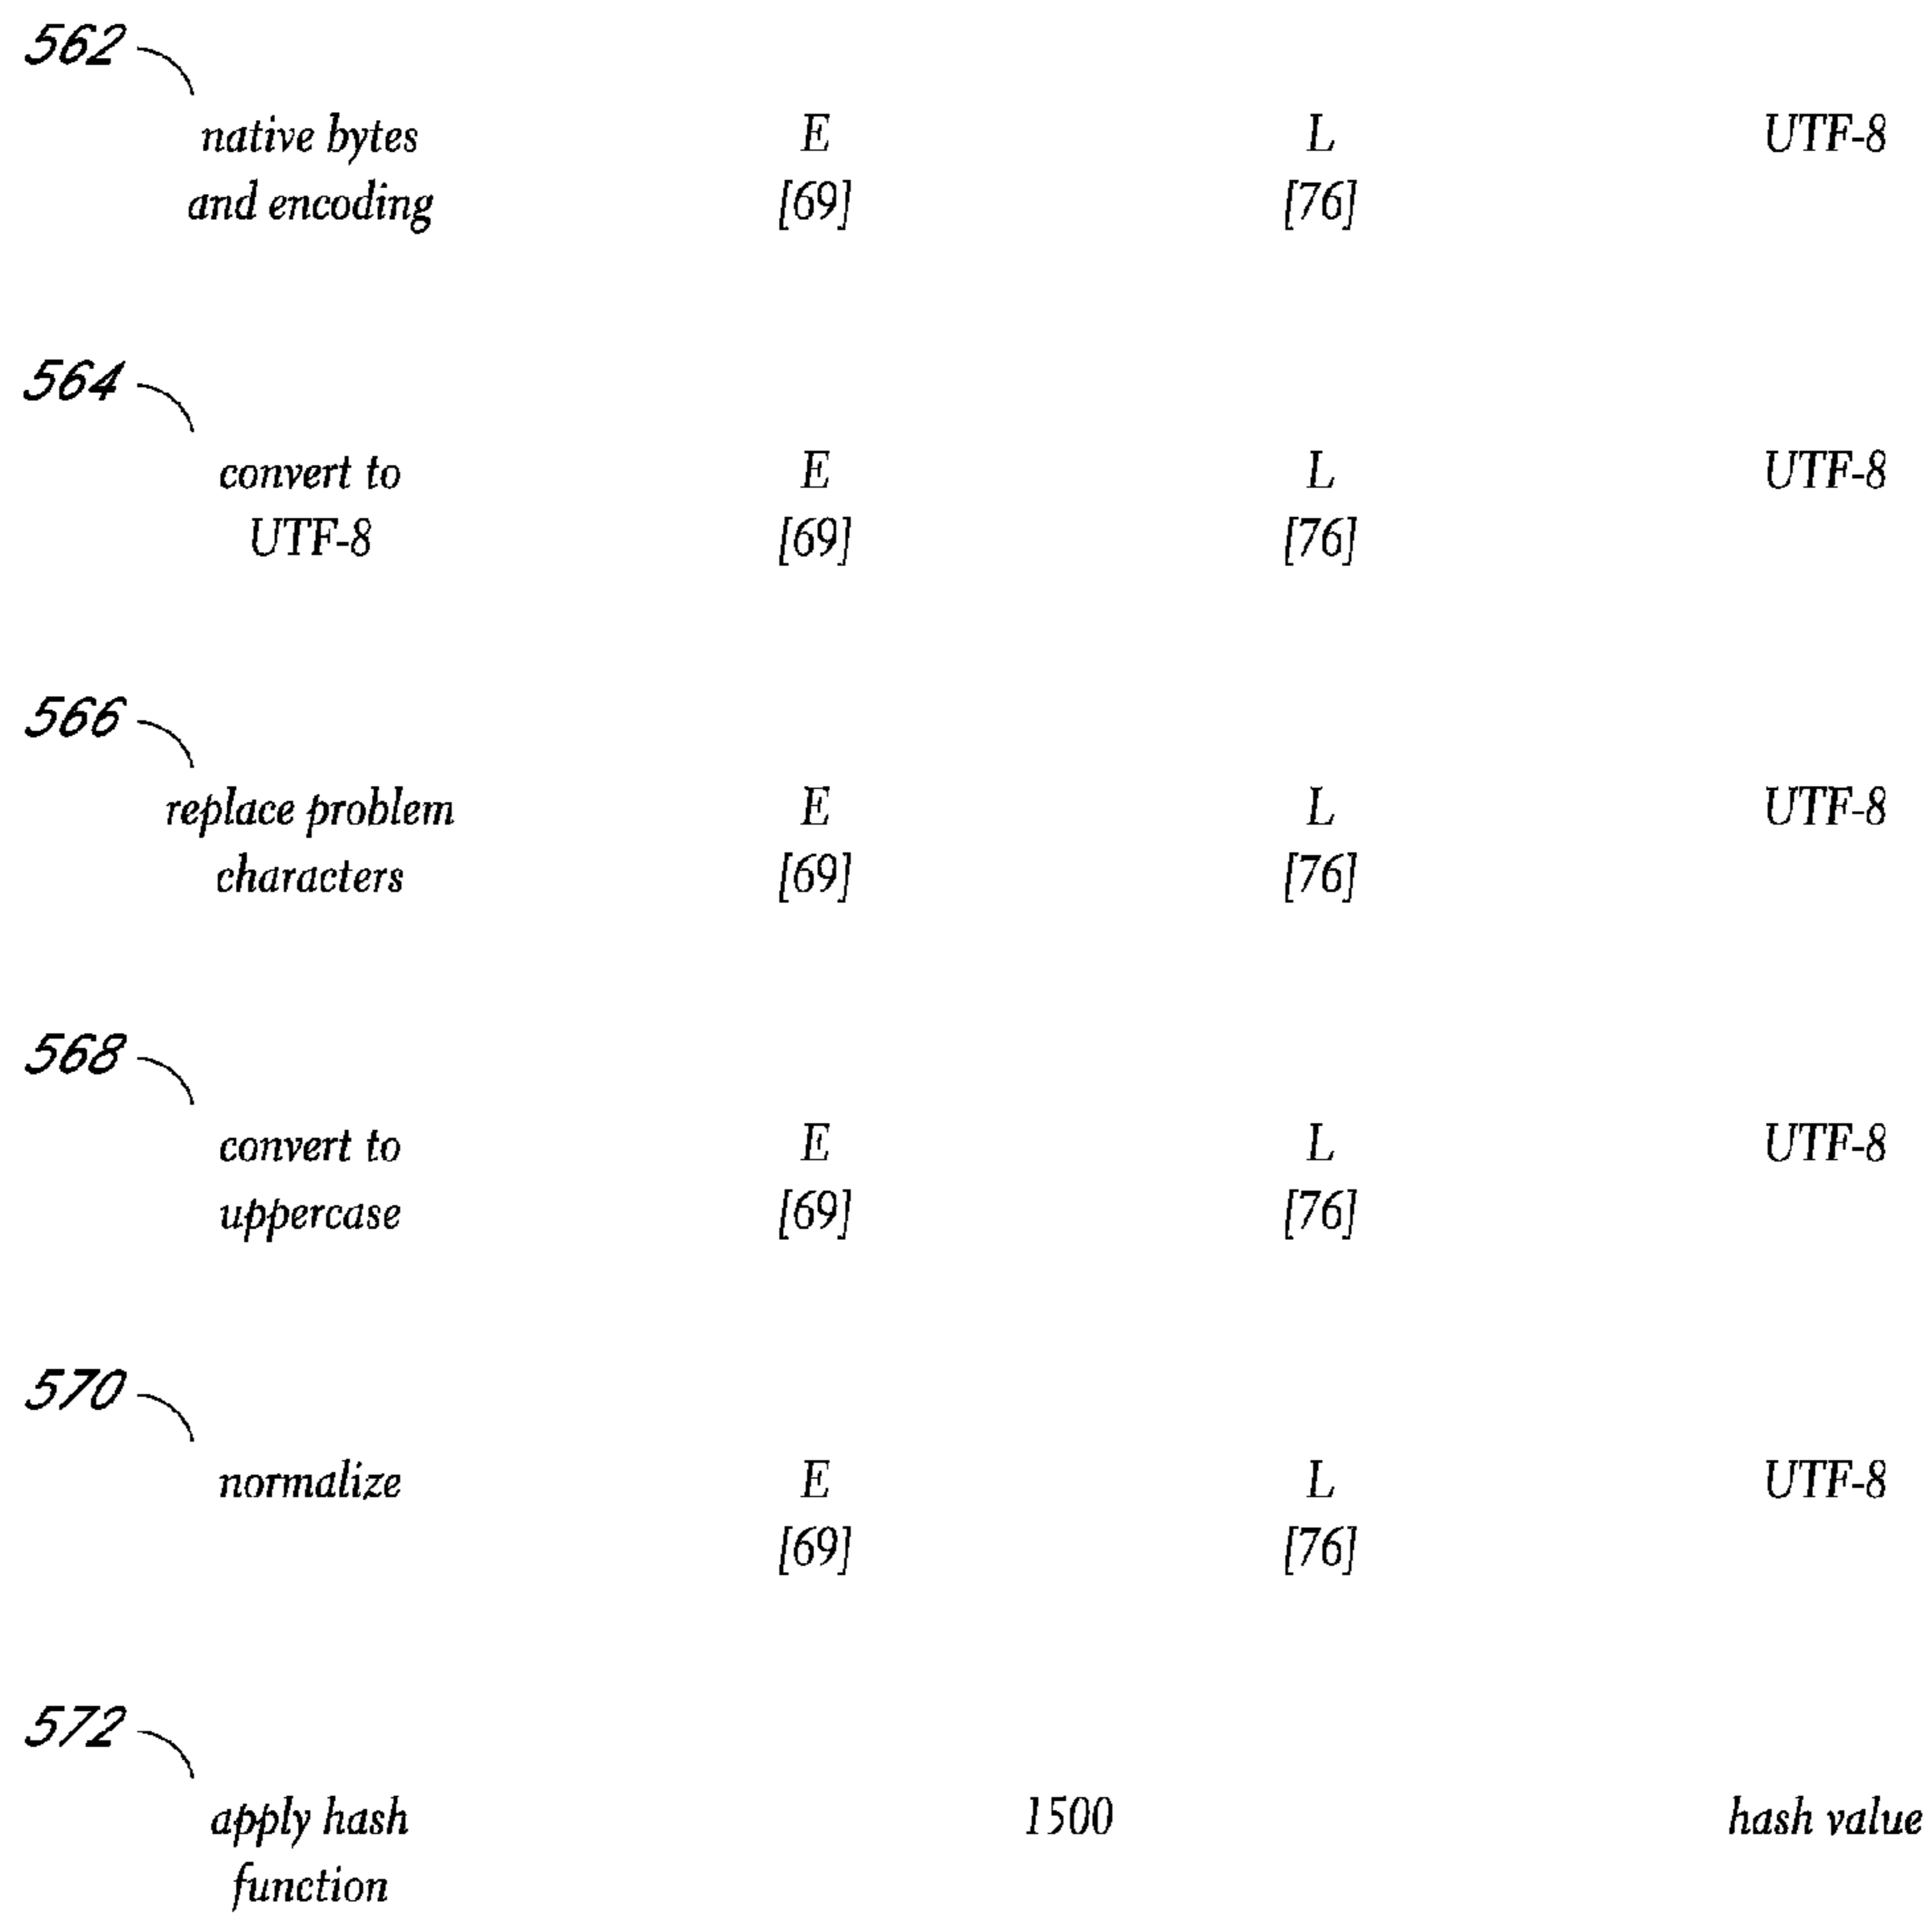 562
native bytes E L UTF-8
and encoding [69] [76]
564
convert to E L UTF-8
UTF-8 [69] [76]
566
replace problem E L UTF-8
characters [69] [76]
568
convert to E L UTF-8
uppercase [69] [76]
570
normalize E L UTF-8
[69] [76]
572
apply hash 1500 hash value
function